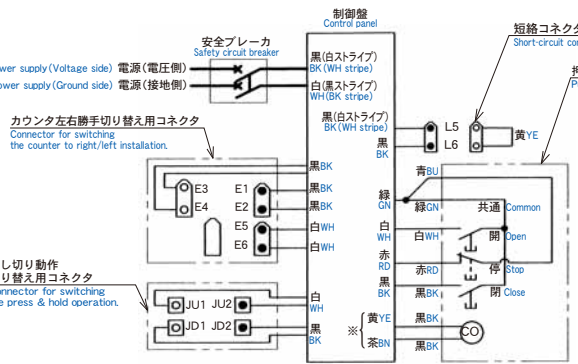 制御盤
Control panel
短絡コネクタ
Short-circuit con
安全ブレーカ
Safety circuit breaker
wer supply (Voltage side) 電源(電圧側)
ower supply (Ground side) 電源(接地側)
黒(白ストライプ)
BK(WH stripe)
白(黒ストライプ)
WH(BK stripe)
押
P
カウンタ左右勝手切り替え用コネクタ
Connector for switching
the counter to right/left installation.
黒(白ストライプ)
BK(WH stripe)
黒
BK
L5
L6
黄YE
黒BK
E3
E4
E1
E2
E5
E6
黒BK
黒BK
白WH
白WH
青BU
緑
GN
緑GN
共通 Common
白
WH
白WH
開 Open
赤
RD
赤RD
停 Stop
黒
BK
黒BK
閉 Close
し切り動作
り替え用コネクタ
onnector for switching
e press & hold operation.
JU1 JU2
JD1 JD2
白
WH
黒
BK
※
黄YE
茶BN
黒BK
黒BK
CO